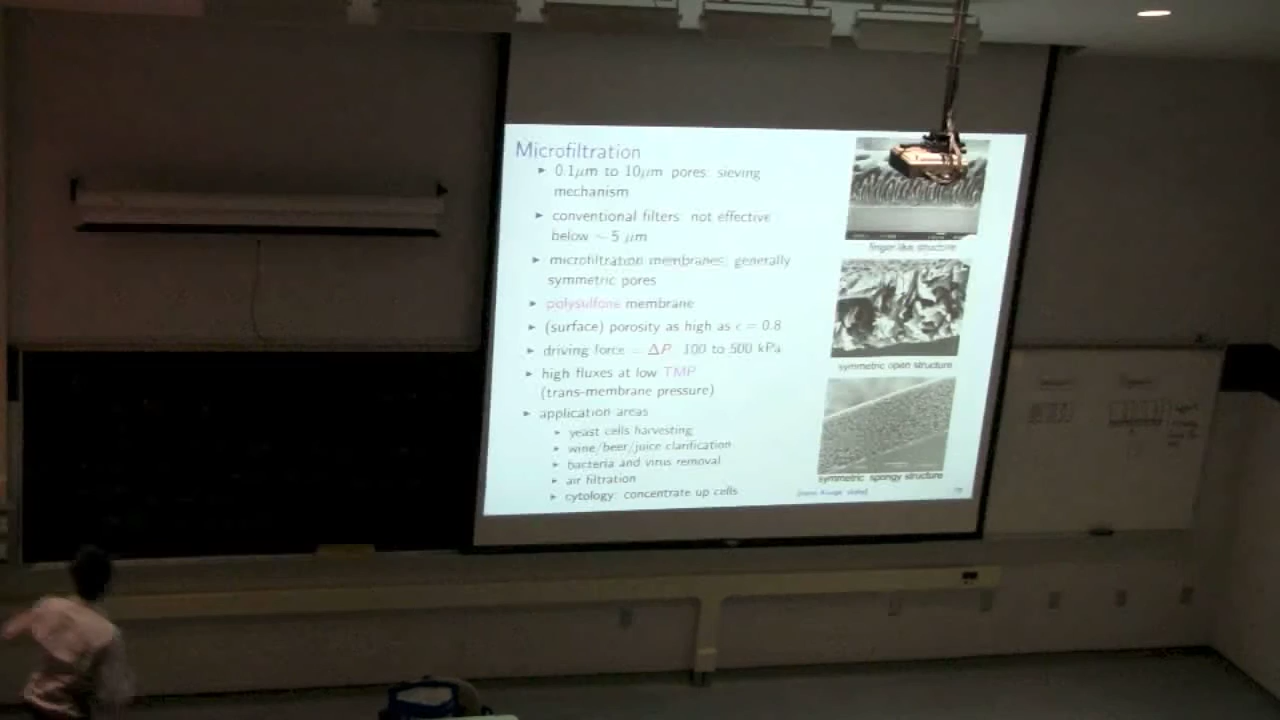 Microfiltration
▸ 0.1μm to 10μm pores: sieving
mechanism
▸ conventional filters: not effective
below ∼ 5 μm
▸ microfiltration membranes: generally
symmetric pores
▸ polysulfone membrane
▸ (surface) porosity as high as ϵ = 0.8
▸ driving force = ΔP: 100 to 500 kPa
▸ high fluxes at low TMP
(trans-membrane pressure)
▸ application areas
▸ yeast cells harvesting
▸ wine/beer/juice clarification
▸ bacteria and virus removal
▸ air filtration
▸ cytology: concentrate up cells
finger-like structure
symmetric open structure
symmetric spongy structure